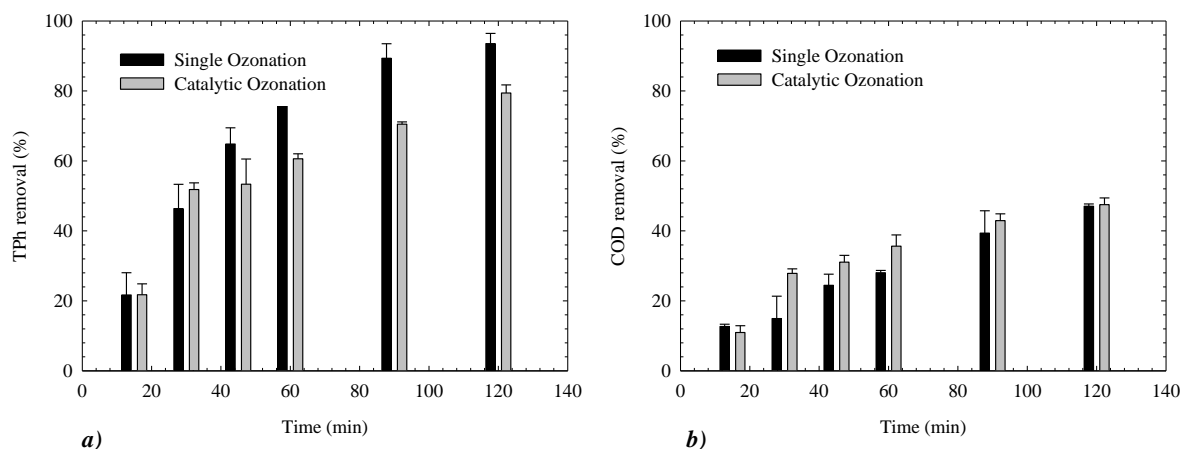 100
80
60
40
20
0
TPh removal (%)
Single Ozonation
Catalytic Ozonation
0 20 40 60 80 100 120 140
Time (min)
a)
100
80
60
40
20
0
COD removal (%)
Single Ozonation
Catalytic Ozonation
0 20 40 60 80 100 120 140
Time (min)
b)